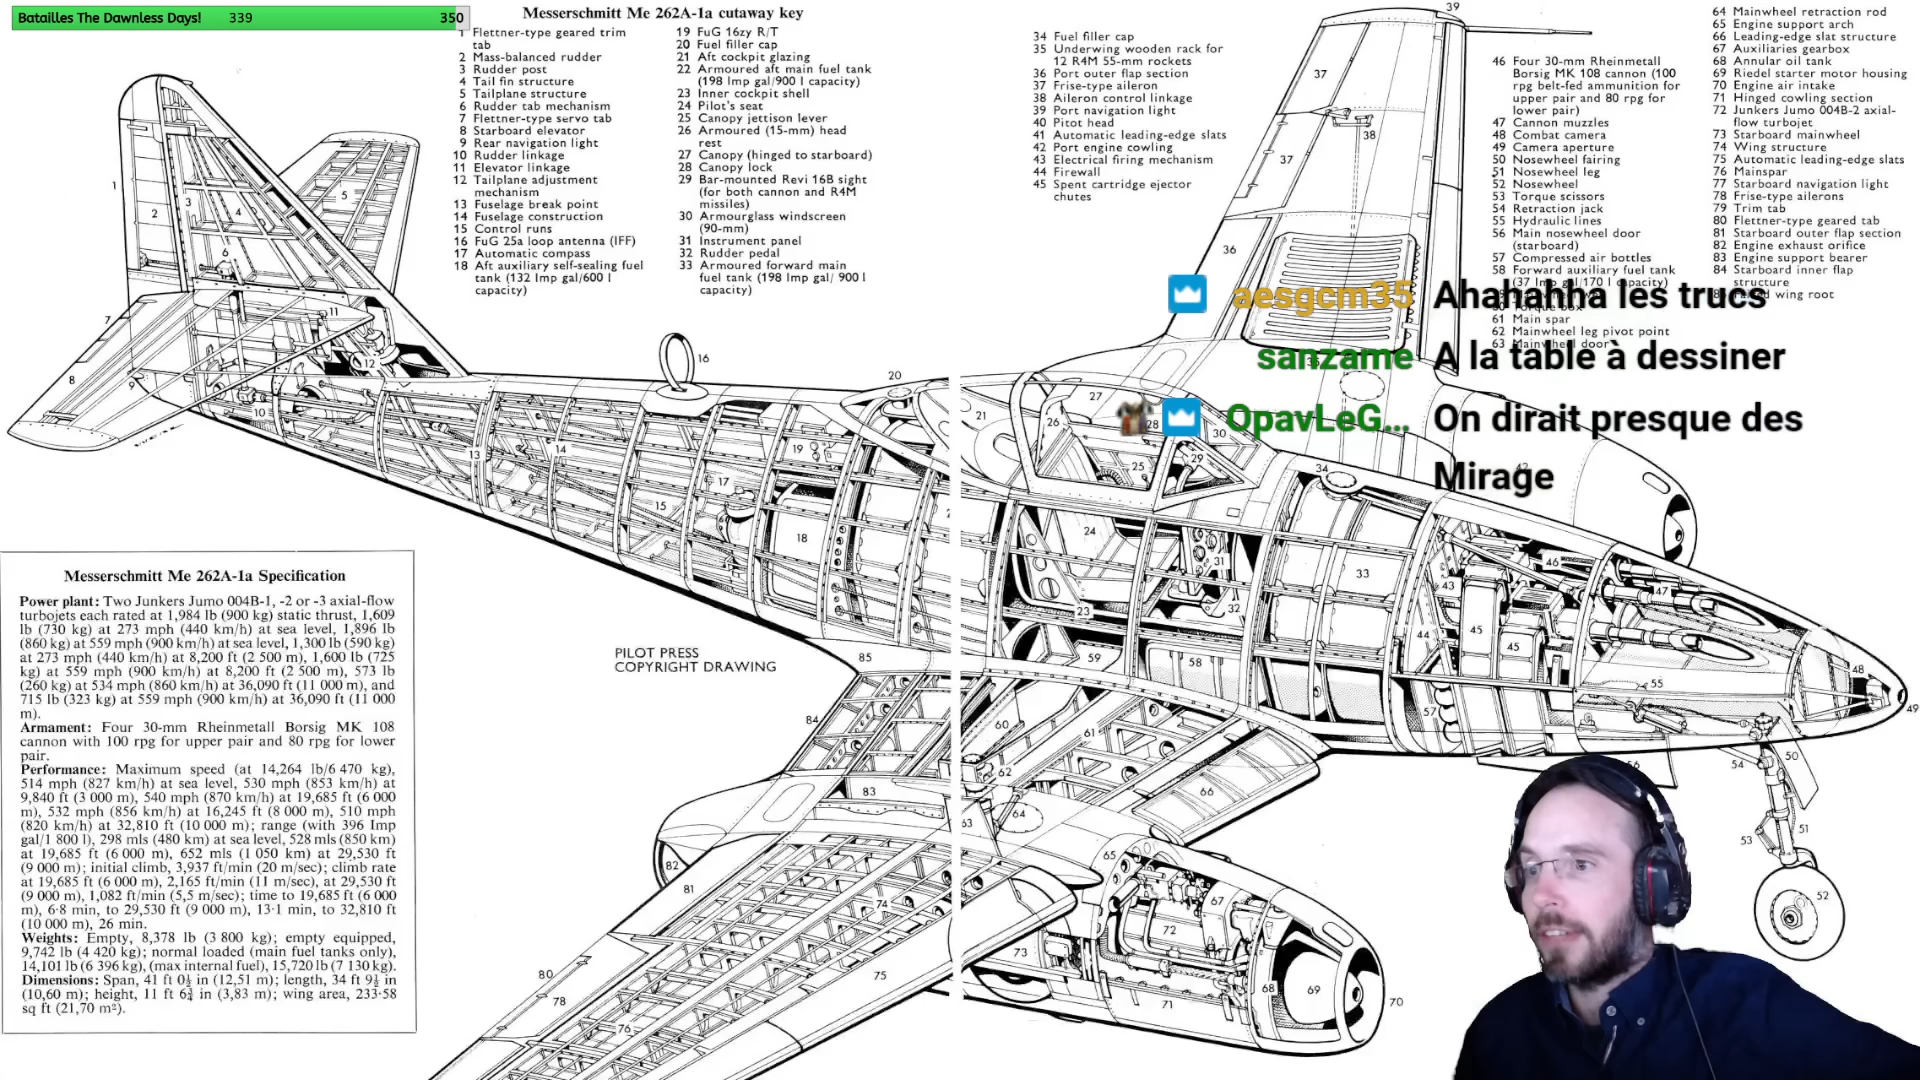 Batailles The Dawnless Days! 339 350
Messerschmitt Me 262A-1a cutaway key
1 Flettner-type geared trim
tab
2 Mass-balanced rudder
3 Rudder post
4 Tail fin structure
5 Tailplane structure
6 Rudder tab mechanism
7 Flettner-type servo tab
8 Starboard elevator
9 Rear navigation light
10 Rudder linkage
11 Elevator linkage
12 Tailplane adjustment
mechanism
13 Fuselage break point
14 Fuselage construction
15 Control runs
16 FuG 25a loop antenna (IFF)
17 Automatic compass
18 Aft auxiliary self-sealing fuel
tank (132 Imp gal/600 l
capacity)
19 FuG 16zy R/T
20 Fuel filler cap
21 Aft cockpit glazing
22 Armoured aft main fuel tank
(198 Imp gal/900 l capacity)
23 Inner cockpit shell
24 Pilot's seat
25 Canopy jettison lever
26 Armoured (15-mm) head
rest
27 Canopy (hinged to starboard)
28 Canopy lock
29 Bar-mounted Revi 16B sight
(for both cannon and R4M
missiles)
30 Armourglass windscreen
(90-mm)
31 Instrument panel
32 Rudder pedal
33 Armoured forward main
fuel tank (198 Imp gal/ 900 l
capacity)
34 Fuel filler cap
35 Underwing wooden rack for
12 R4M 55-mm rockets
36 Port outer flap section
37 Frise-type aileron
38 Aileron control linkage
39 Port navigation light
40 Pitot head
41 Automatic leading-edge slats
42 Port engine cowling
43 Electrical firing mechanism
44 Firewall
45 Spent cartridge ejector
chutes
46 Four 30-mm Rheinmetall
Borsig MK 108 cannon (100
rpg belt-fed ammunition for
upper pair and 80 rpg for
lower pair)
47 Cannon muzzles
48 Combat camera
49 Camera aperture
50 Nosewheel fairing
51 Nosewheel leg
52 Nosewheel
53 Torque scissors
54 Retraction jack
55 Hydraulic lines
56 Main nosewheel door
(starboard)
57 Compressed air bottles
58 Forward auxiliary fuel tank
(37 Imp gal/170 l capacity)
61 Main spar
62 Mainwheel leg pivot point
63 Mainwheel door
64 Mainwheel retraction rod
65 Engine support arch
66 Leading-edge slat structure
67 Auxiliaries gearbox
68 Annular oil tank
69 Riedel starter motor housing
70 Engine air intake
71 Hinged cowling section
72 Junkers Jumo 004B-2 axial-
flow turbojet
73 Starboard mainwheel
74 Wing structure
75 Automatic leading-edge slats
76 Mainspar
77 Starboard navigation light
78 Frise-type ailerons
79 Trim tab
80 Flettner-type geared tab
81 Starboard outer flap section
82 Engine exhaust orifice
83 Engine support bearer
84 Starboard inner flap
structure
wing root
aesgcm35 Ahahanha les trucs
sanzame A la table à dessiner
OpavLeG... On dirait presque des
Mirage
PILOT PRESS
COPYRIGHT DRAWING
Messerschmitt Me 262A-1a Specification
Power plant: Two Junkers Jumo 004B-1, -2 or -3 axial-flow
turbojets each rated at 1,984 lb (900 kg) static thrust, 1,609
lb (730 kg) at 273 mph (440 km/h) at sea level, 1,896 lb
(860 kg) at 559 mph (900 km/h) at sea level, 1,300 lb (590 kg)
at 273 mph (440 km/h) at 8,200 ft (2 500 m), 1,600 lb (725
kg) at 559 mph (900 km/h) at 8,200 ft (2 500 m), 573 lb
(260 kg) at 534 mph (860 km/h) at 36,090 ft (11 000 m), and
715 lb (323 kg) at 559 mph (900 km/h) at 36,090 ft (11 000
m).
Armament: Four 30-mm Rheinmetall Borsig MK 108
cannon with 100 rpg for upper pair and 80 rpg for lower
pair.
Performance: Maximum speed (at 14,264 lb/6 470 kg),
514 mph (827 km/h) at sea level, 530 mph (853 km/h) at
9,840 ft (3 000 m), 540 mph (870 km/h) at 19,685 ft (6 000
m), 532 mph (856 km/h) at 16,245 ft (8 000 m), 510 mph
(820 km/h) at 32,810 ft (10 000 m); range (with 396 Imp
gal/1 800 l), 298 mls (480 km) at sea level, 528 mls (850 km)
at 19,685 ft (6 000 m), 652 mls (1 050 km) at 29,530 ft
(9 000 m); initial climb, 3,937 ft/min (20 m/sec); climb rate
at 19,685 ft (6 000 m), 2,165 ft/min (11 m/sec), at 29,530 ft
(9 000 m), 1,082 ft/min (5,5 m/sec); time to 19,685 ft (6 000
m), 6·8 min, to 29,530 ft (9 000 m), 13·1 min, to 32,810 ft
(10 000 m), 26 min.
Weights: Empty, 8,378 lb (3 800 kg); empty equipped,
9,742 lb (4 420 kg); normal loaded (main fuel tanks only),
14,101 lb (6 396 kg), (max internal fuel), 15,720 lb (7 130 kg).
Dimensions: Span, 41 ft 0½ in (12,51 m); length, 34 ft 9½ in
(10,60 m); height, 11 ft 6¾ in (3,83 m); wing area, 233·58
sq ft (21,70 m²).